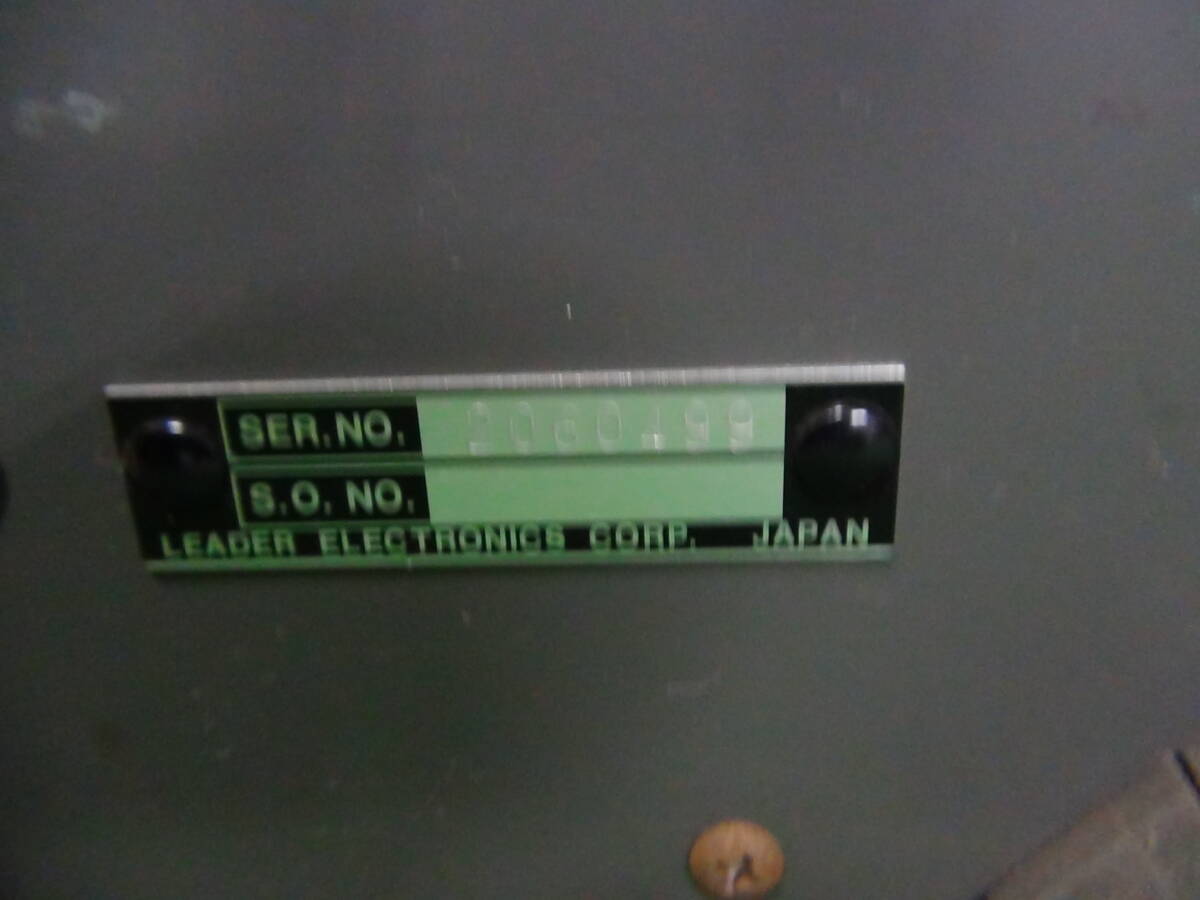 SER. NO.
S.O. NO.
LEADER ELECTRONICS CORP. JAPAN